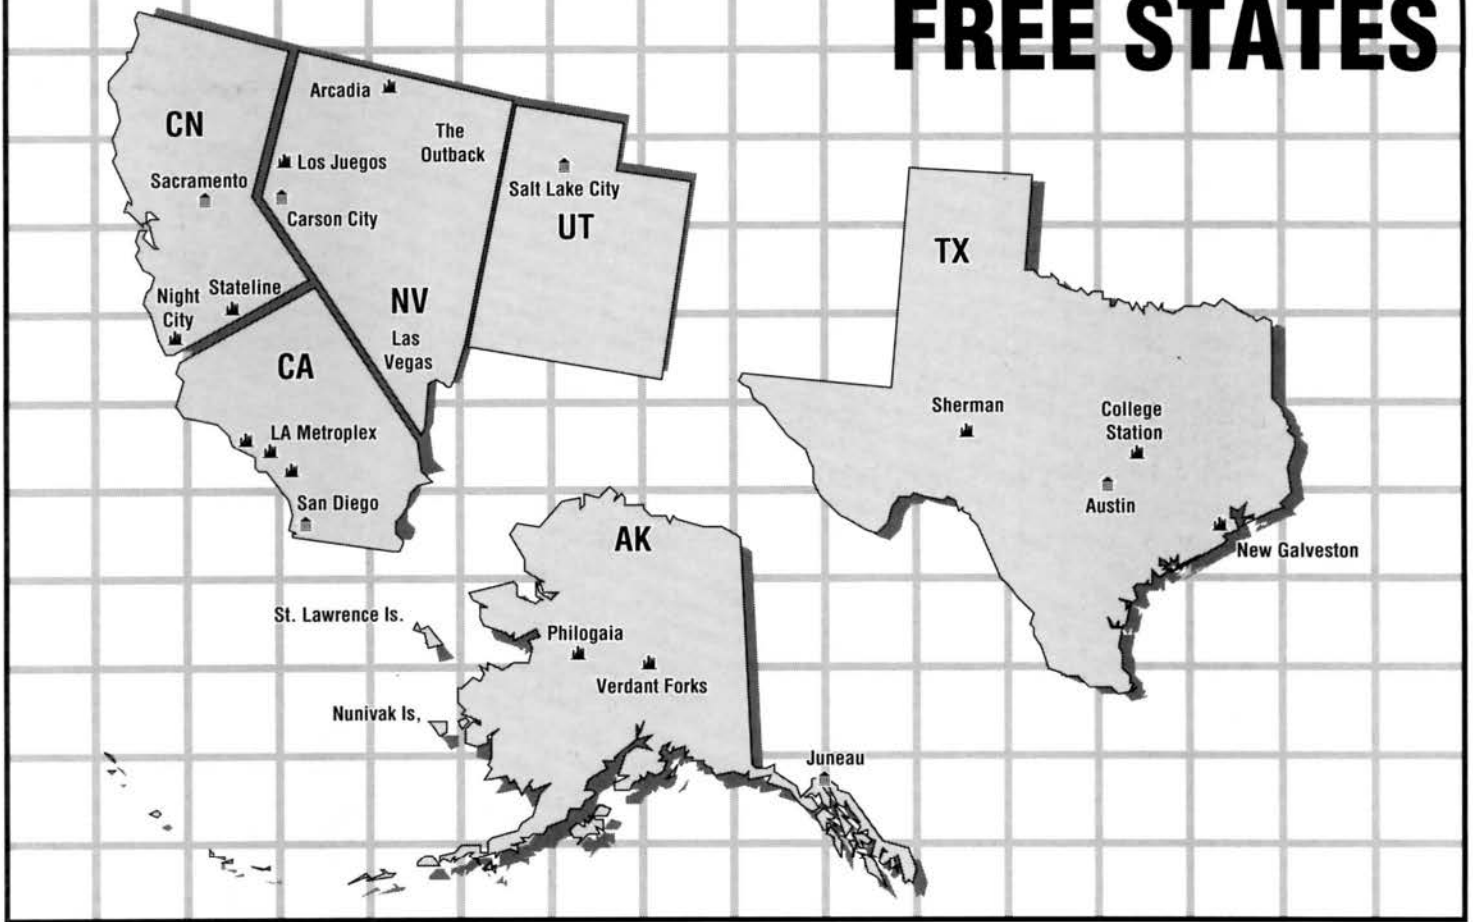 FREE STATES
CN
Sacramento
Night
City
Stateline
Arcadia
The
Outback
Los Juegos
Carson City
NV
Las
Vegas
Salt Lake City
UT
CA
LA Metroplex
San Diego
TX
Sherman
College
Station
Austin
New Galveston
AK
St. Lawrence Is.
Philogaia
Verdant Forks
Nunivak Is,
Juneau